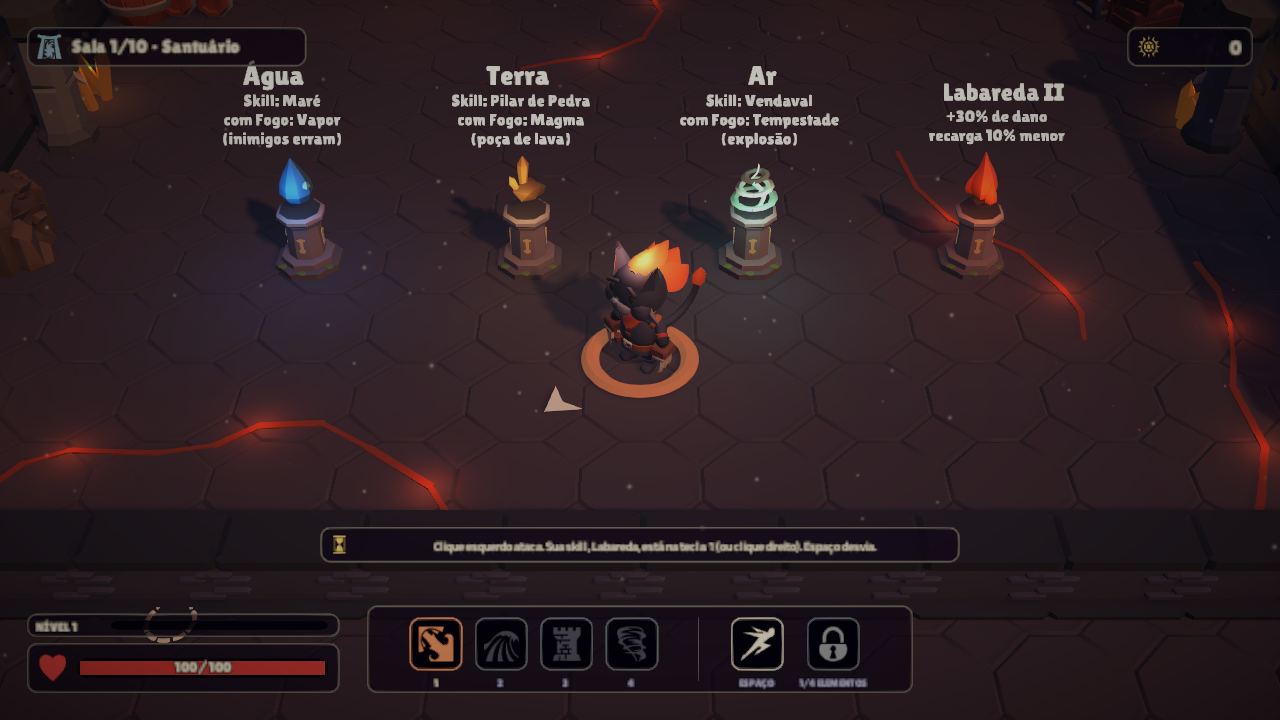 Sala 1/10 - Santuário
0
Água
Skill: Maré
com Fogo: Vapor
(inimigos erram)
Terra
Skill: Pilar de Pedra
com Fogo: Magma
(poça de lava)
Ar
Skill: Vendaval
com Fogo: Tempestade
(explosão)
Labareda II
+30% de dano
recarga 10% menor
Clique esquerdo ataca. Sua skill, Labareda, está na tecla 1 (ou clique direito). Espaço desvia.
NÍVEL 1
100/100
1
2
3
4
ESPAÇO
1/4 ELEMENTOS